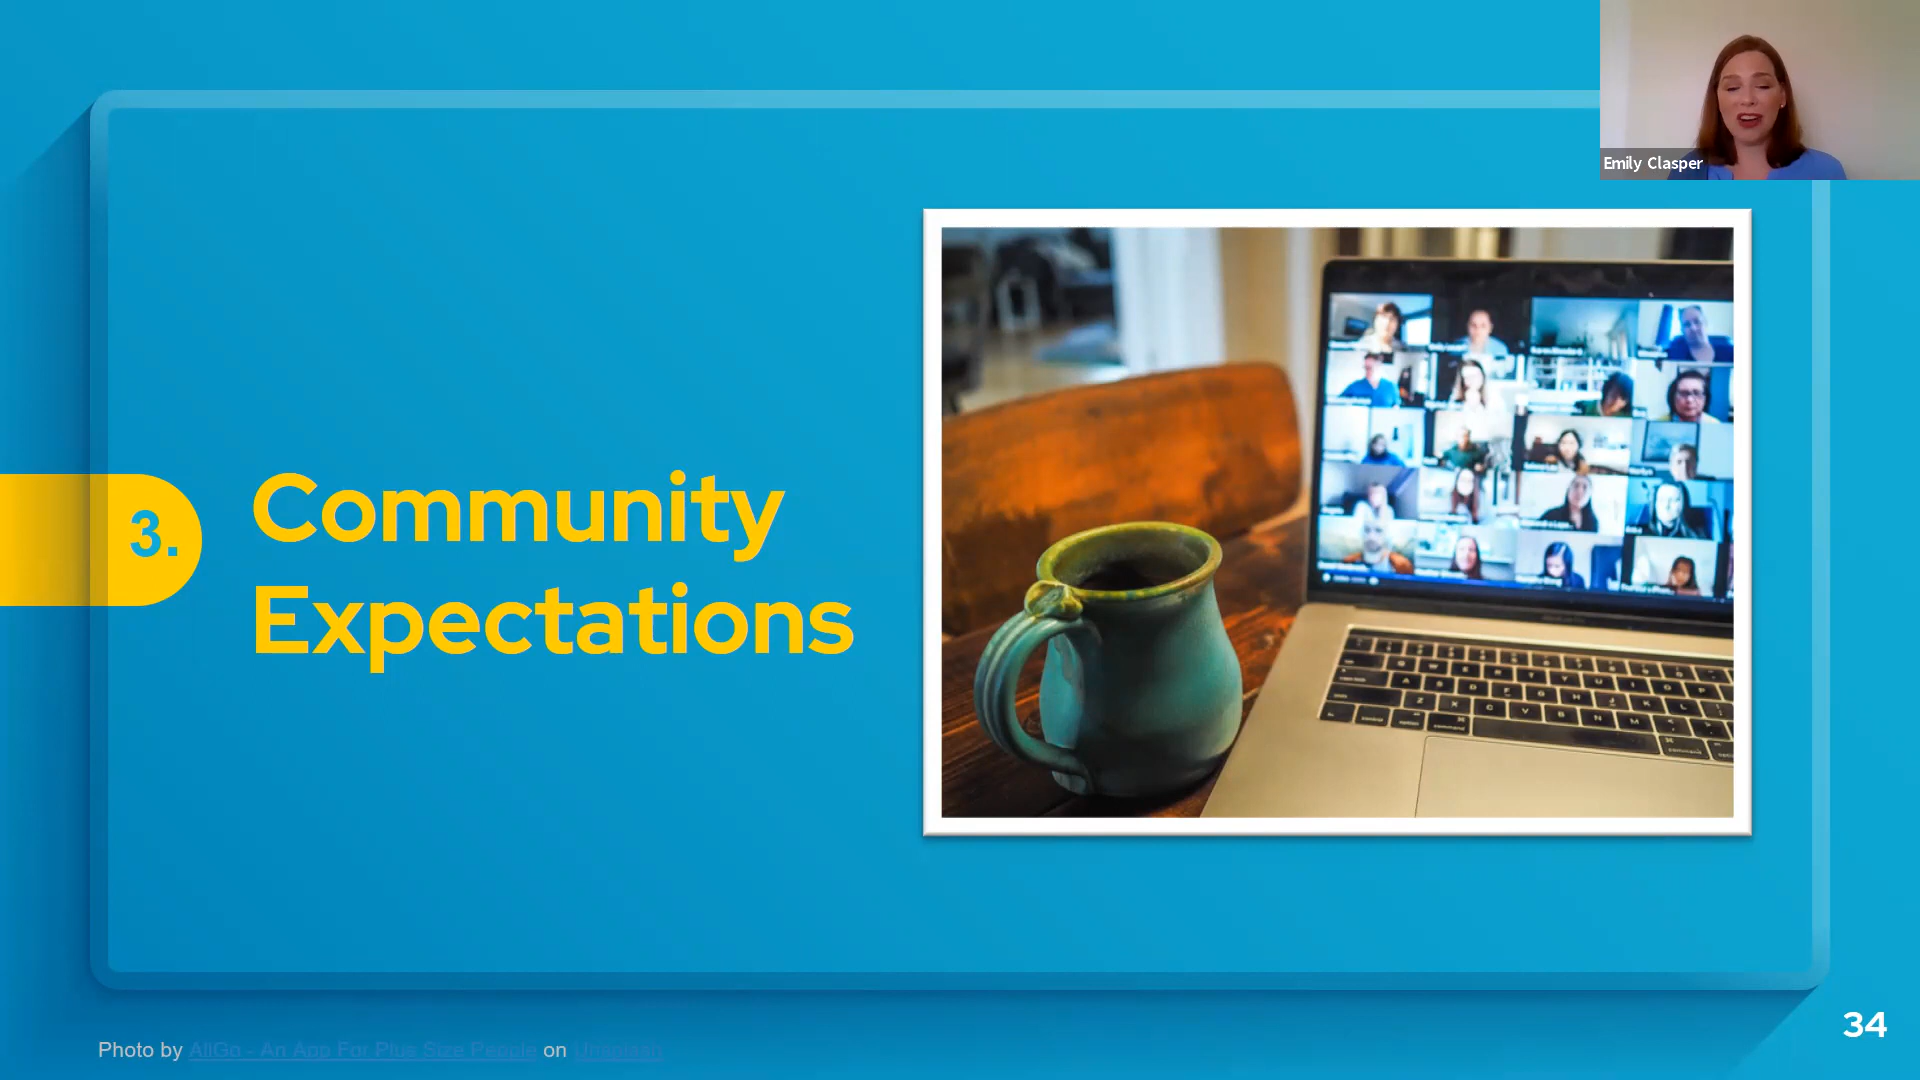 Emily Clasper
3.
Community
Expectations
34
Photo by AllGo - An App For Plus Size People on Unsplash